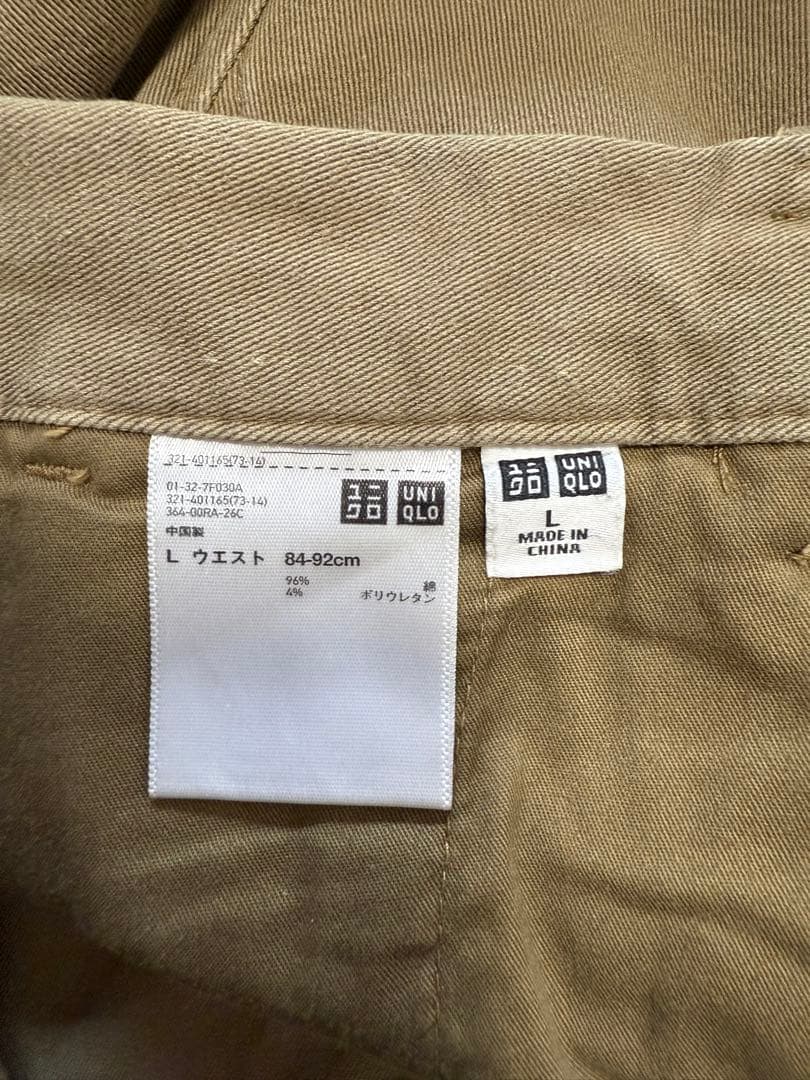 321-401165(73-14)
01-32-7F030A
321-401165(73-14)
364-00RA-26C
中国製
L ウエスト 84-92cm
96% 綿
4% ポリウレタン
ユニ
クロ
UNI
QLO
ユニ
クロ
UNI
QLO
L
MADE IN
CHINA